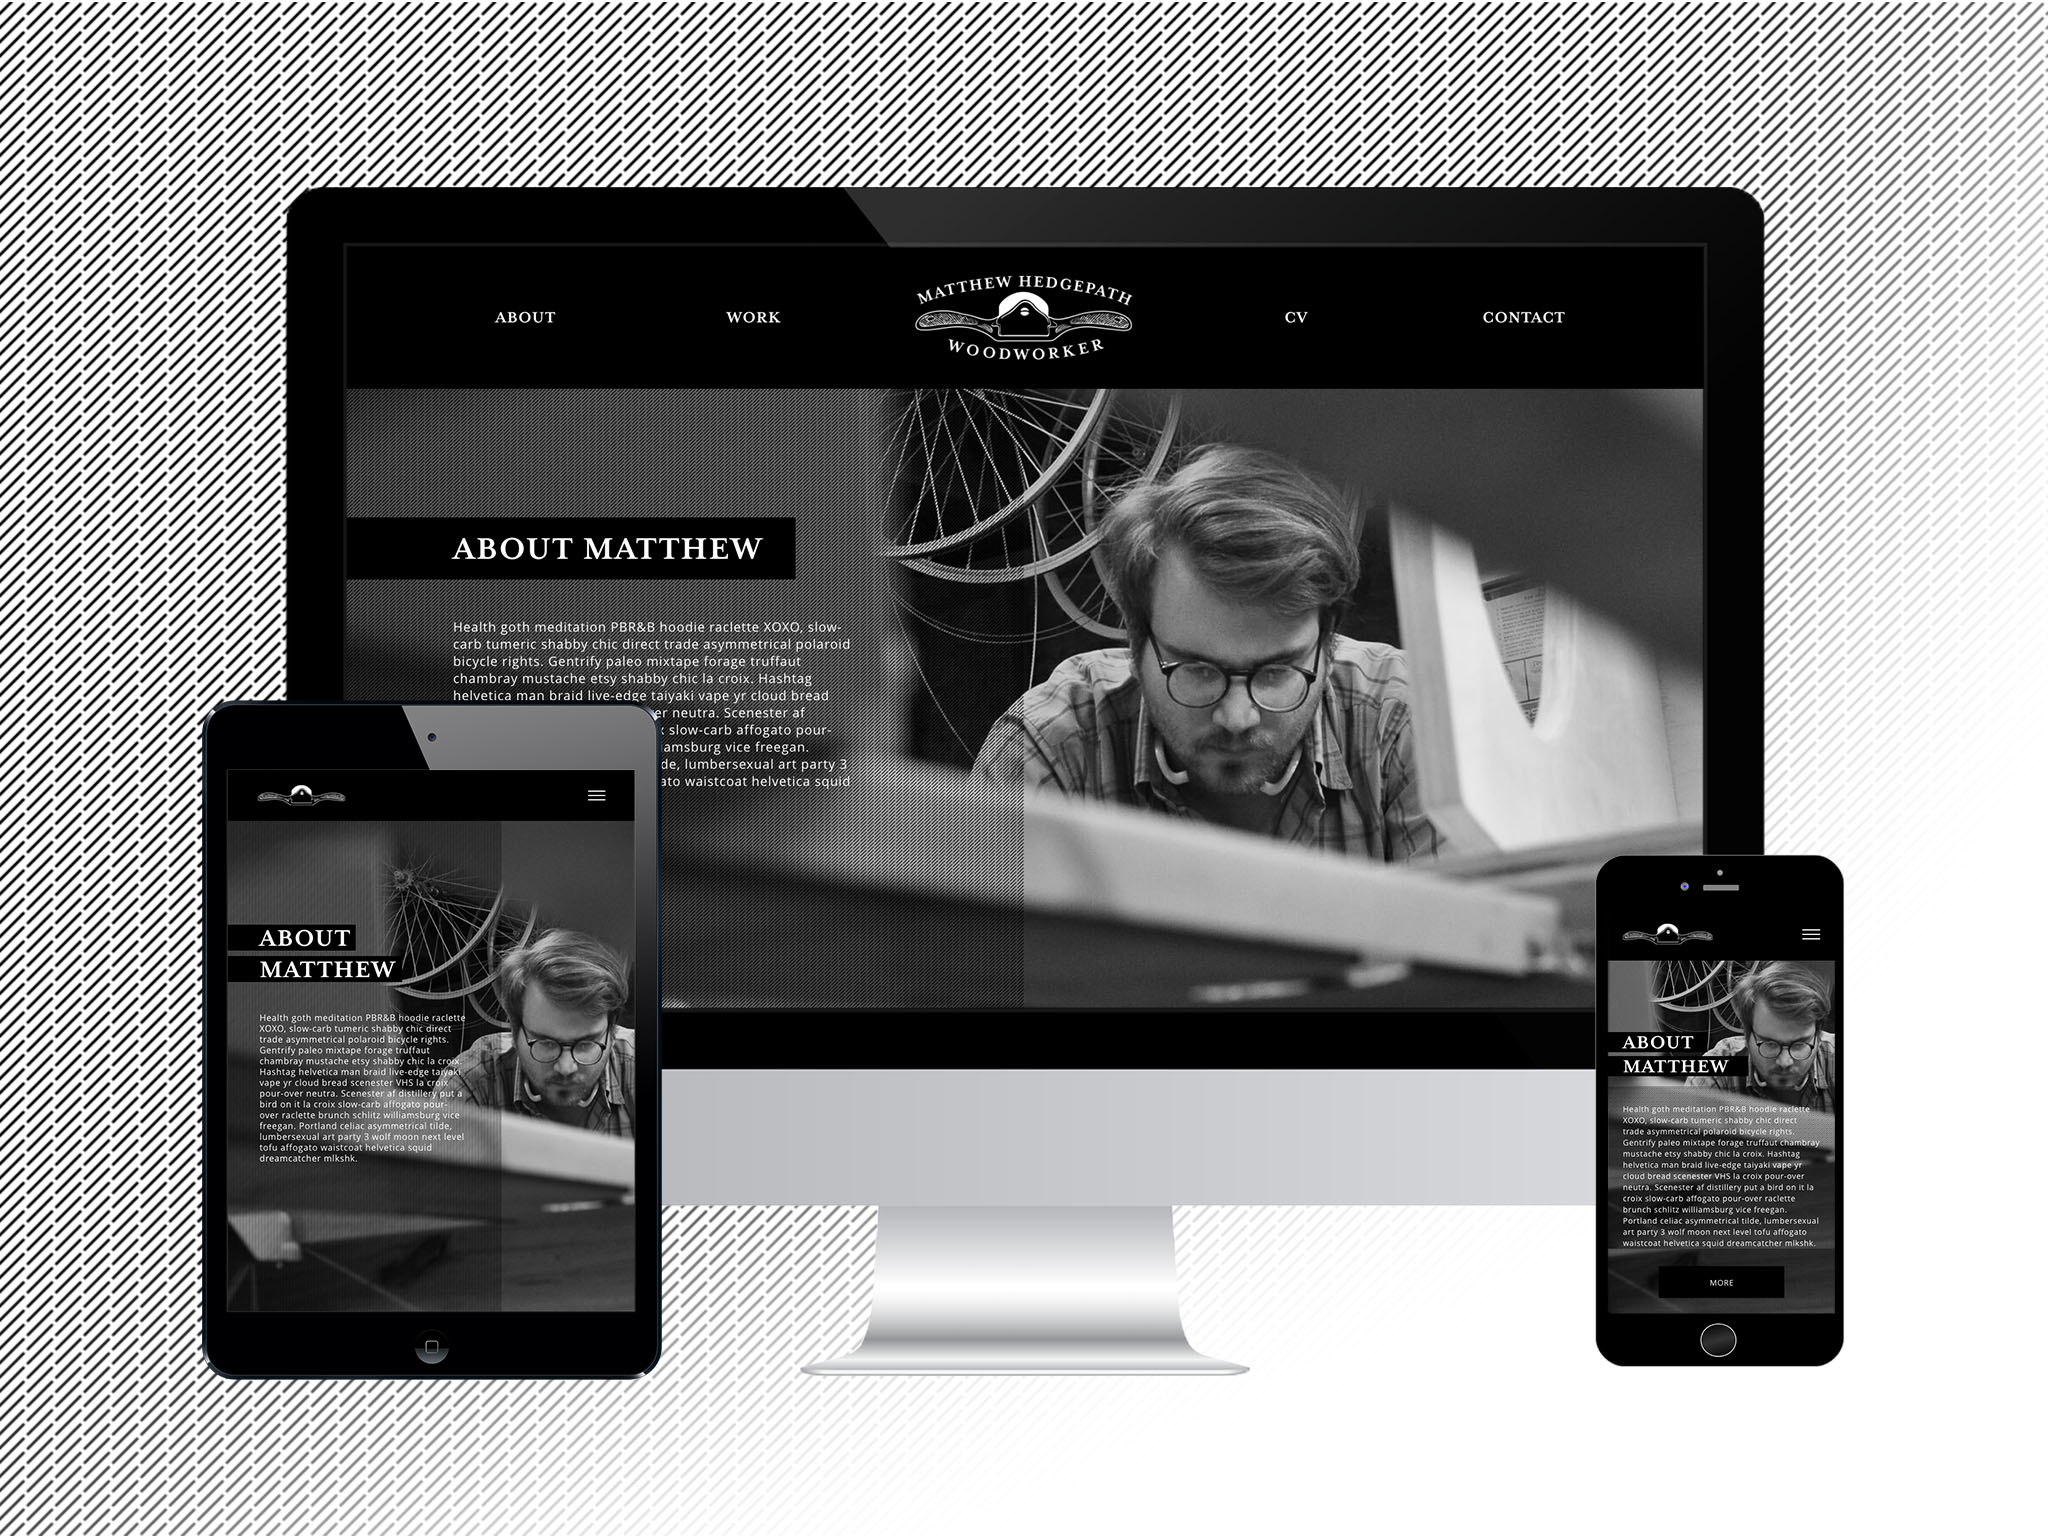 MATTHEW HEDGEPATH
ABOUT
WORK
CV
CONTACT
WOODWORKER
ABOUT MATTHEW
Health goth meditation PBR&B hoodie raclette XOXO, slow-
carb tumeric shabby chic direct trade asymmetrical polaroid
bicycle rights. Gentrify paleo mixtape forage truffaut
chambray mustache etsy shabby chic la croix. Hashtag
helvetica man braid live-edge taiyaki vape yr cloud bread
er neutra. Scenester af
slow-carb affogato pour-
iamsburg vice freegan.
de, lumbersexual art party 3
ato waistcoat helvetica squid
ABOUT
MATTHEW
Health goth meditation PBR&B hoodie raclette
XOXO, slow-carb tumeric shabby chic direct
trade asymmetrical polaroid bicycle rights.
Gentrify paleo mixtape forage truffaut
chambray mustache etsy shabby chic la croix.
Hashtag helvetica man braid live-edge taiyaki
vape yr cloud bread scenester VHS la croix
pour-over neutra. Scenester af distillery put a
bird on it la croix slow-carb affogato pour-
over raclette brunch schlitz williamsburg vice
freegan. Portland celiac asymmetrical tilde,
lumbersexual art party 3 wolf moon next level
tofu affogato waistcoat helvetica squid
dreamcatcher mlkshk.
ABOUT
MATTHEW
Health goth meditation PBR&B hoodie raclette
XOXO, slow-carb tumeric shabby chic direct
trade asymmetrical polaroid bicycle rights.
Gentrify paleo mixtape forage truffaut chambray
mustache etsy shabby chic la croix. Hashtag
helvetica man braid live-edge taiyaki vape yr
cloud bread scenester VHS la croix pour-over
neutra. Scenester af distillery put a bird on it la
croix slow-carb affogato pour-over raclette
brunch schlitz williamsburg vice freegan.
Portland celiac asymmetrical tilde, lumbersexual
art party 3 wolf moon next level tofu affogato
waistcoat helvetica squid dreamcatcher mlkshk.
MORE